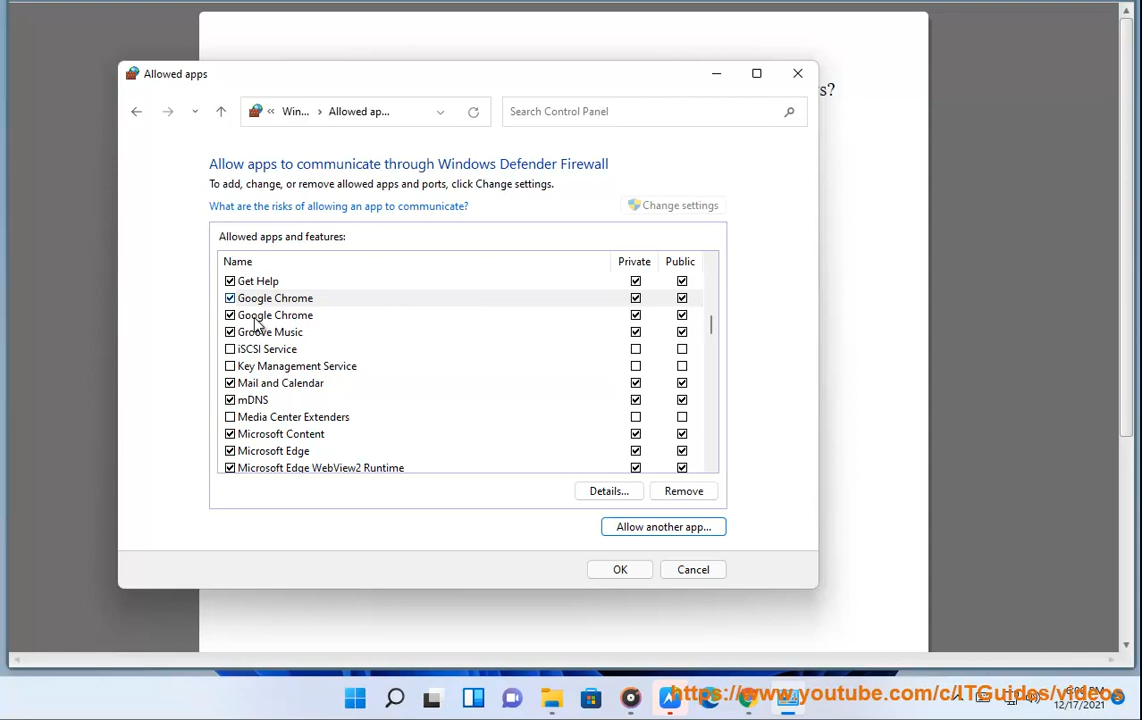 Allowed apps
s?
Win... Allowed ap...
Search Control Panel
Allow apps to communicate through Windows Defender Firewall
To add, change, or remove allowed apps and ports, click Change settings.
What are the risks of allowing an app to communicate?
Change settings
Allowed apps and features:
Name Private Public
Get Help
Google Chrome
Google Chrome
Groove Music
iSCSI Service
Key Management Service
Mail and Calendar
mDNS
Media Center Extenders
Microsoft Content
Microsoft Edge
Microsoft Edge WebView2 Runtime
Details... Remove
Allow another app...
OK Cancel
https://www.youtube.com/c/ITGuides/videos
12/17/2021